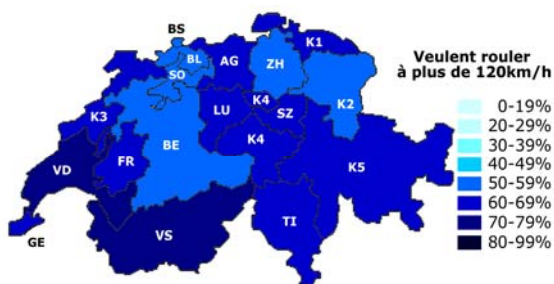 BS
BL
SO
AG
ZH
K1
K2
K3
LU
K4
SZ
K4
BE
FR
VD
GE
VS
TI
K5
Veulent rouler
à plus de 120km/h
0-19%
20-29%
30-39%
40-49%
50-59%
60-69%
70-79%
80-99%